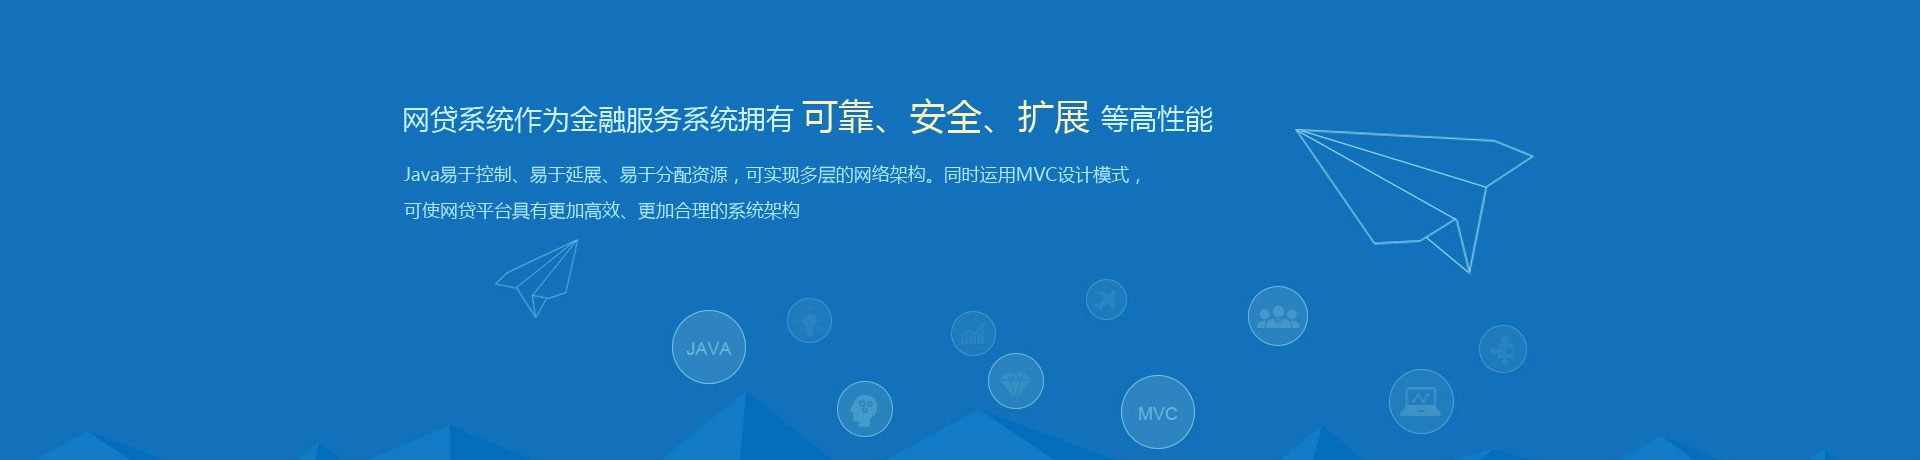 网贷系统作为金融服务系统拥有 可靠、安全、扩展 等高性能
Java易于控制、易于延展、易于分配资源，可实现多层的网络架构。同时运用MVC设计模式，
可使网贷平台具有更加高效、更加合理的系统架构
JAVA
MVC